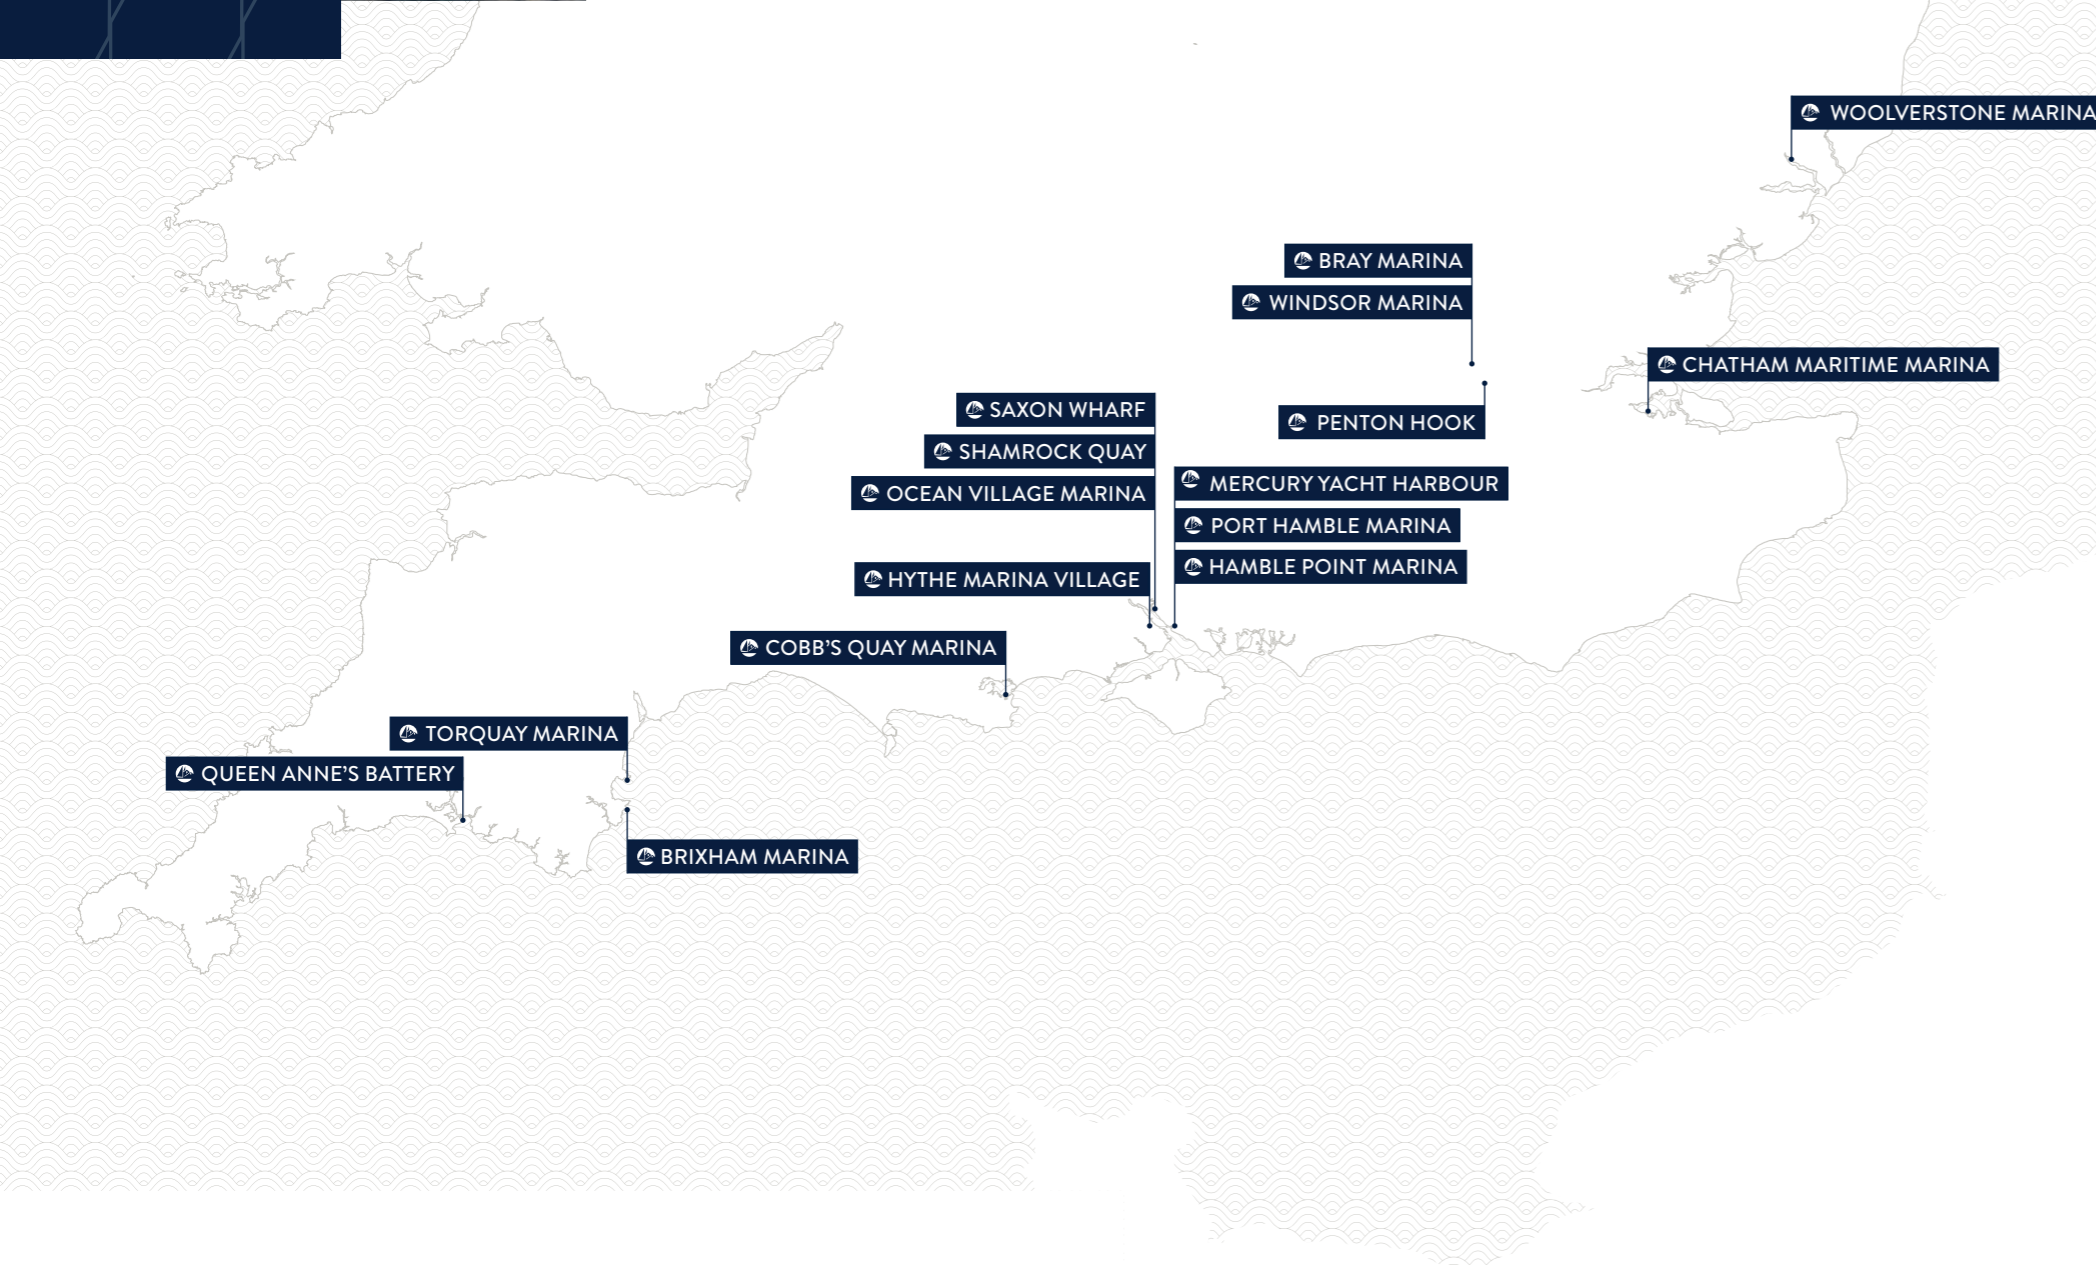 WOOLVERSTONE MARINA
BRAY MARINA
WINDSOR MARINA
CHATHAM MARITIME MARINA
SAXON WHARF
PENTON HOOK
SHAMROCK QUAY
MERCURY YACHT HARBOUR
OCEAN VILLAGE MARINA
PORT HAMBLE MARINA
HAMBLE POINT MARINA
HYTHE MARINA VILLAGE
COBB'S QUAY MARINA
TORQUAY MARINA
QUEEN ANNE'S BATTERY
BRIXHAM MARINA